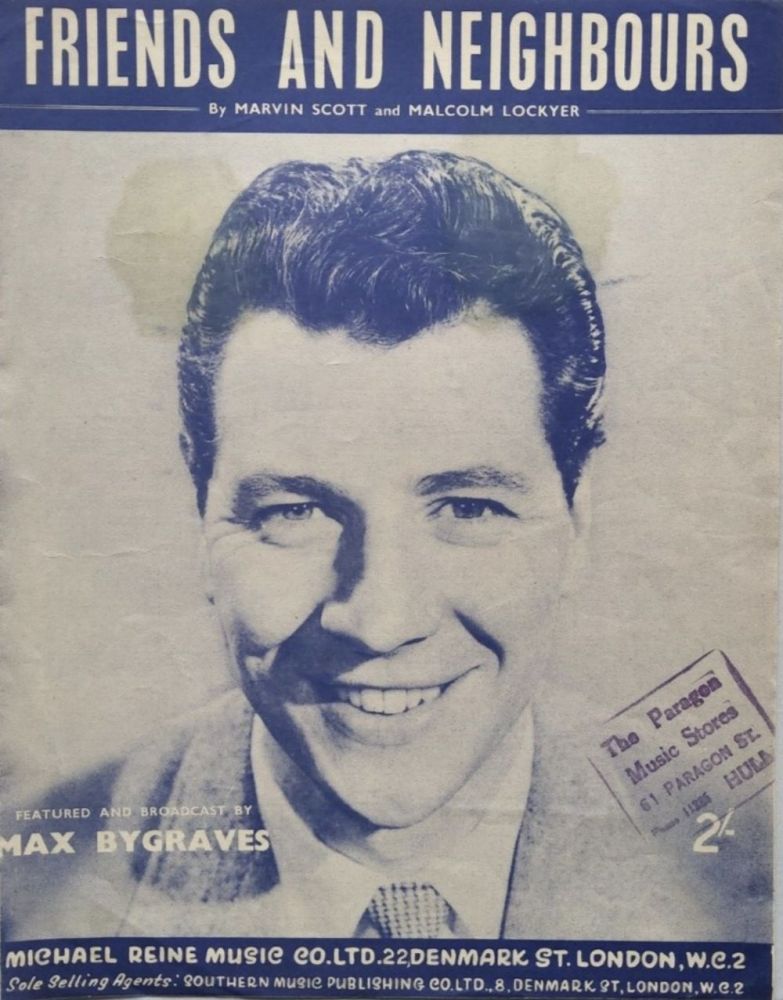 FRIENDS AND NEIGHBOURS
By MARVIN SCOTT and MALCOLM LOCKYER
The Paragon
Music Stores
61 PARAGON ST.
HULL
2/-
FEATURED AND BROADCAST BY
MAX BYGRAVES
MICHAEL REINE MUSIC CO.LTD.22,DENMARK ST. LONDON,W.C.2
Sole Selling Agents: SOUTHERN MUSIC PUBLISHING CO.LTD.,8,DENMARK ST,LONDON,W.C.2